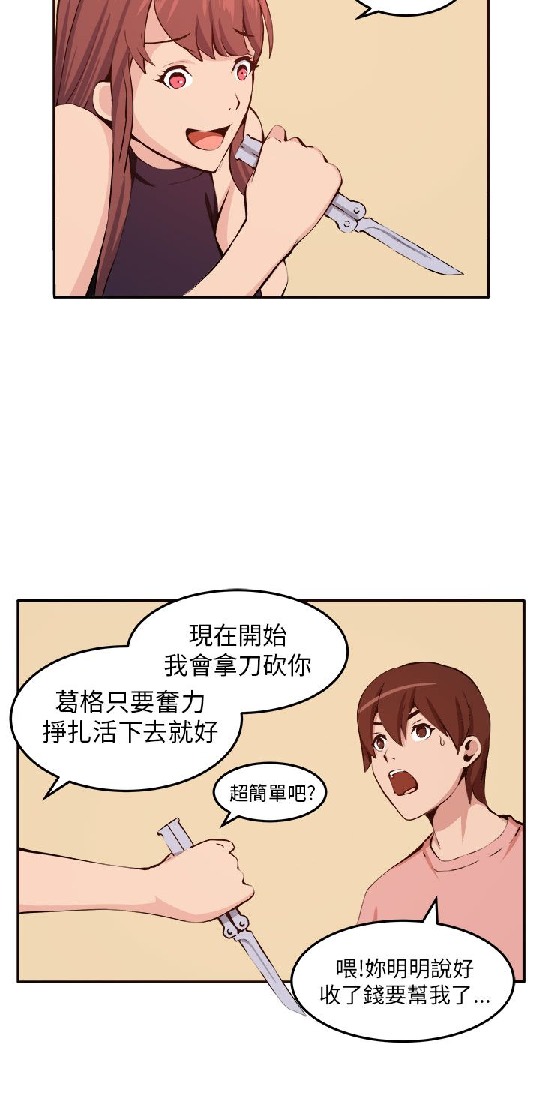 現在開始
我會拿刀砍你
葛格只要奮力
掙扎活下去就好
超簡單吧?
喂!妳明明說好
收了錢要幫我了...